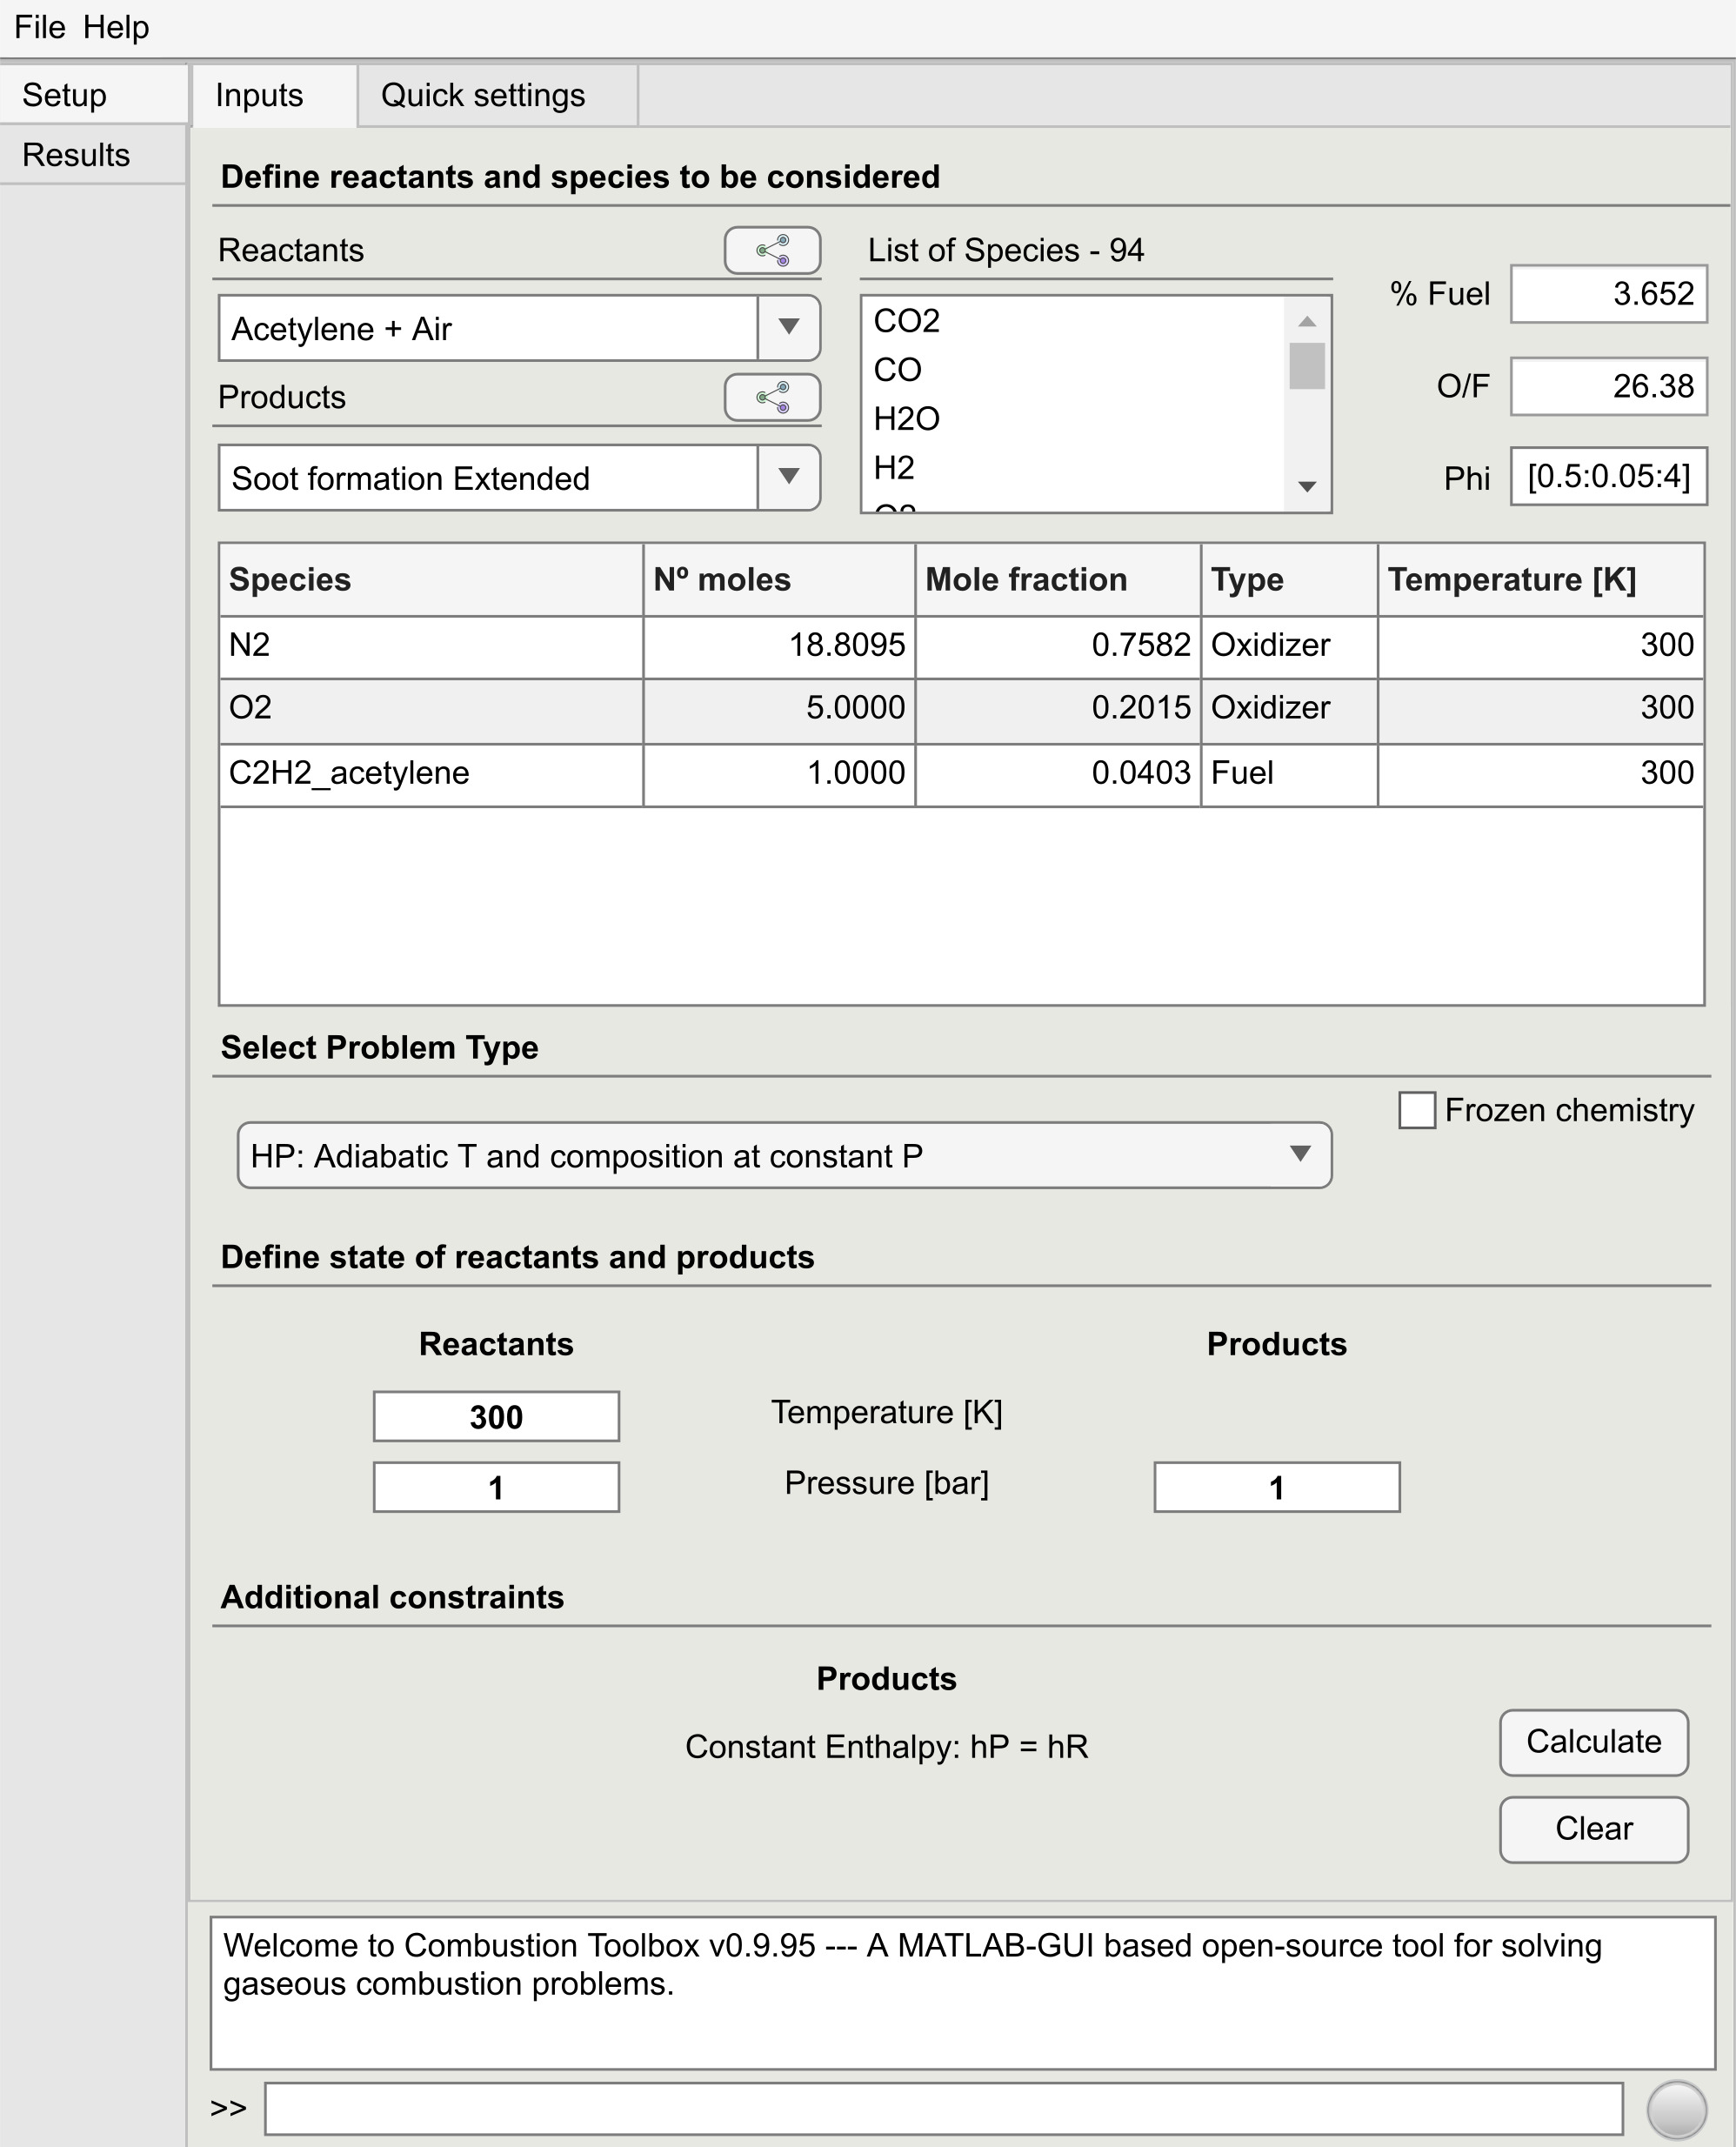 File Help
Setup
Results
Inputs
Quick settings
Define reactants and species to be considered
Reactants
Acetylene + Air
Products
Soot formation Extended
List of Species - 94
CO2
CO
H2O
H2
O2
% Fuel 3.652
O/F 26.38
Phi [0.5:0.05:4]
Species Nº moles Mole fraction Type Temperature [K]
N2 18.8095 0.7582 Oxidizer 300
O2 5.0000 0.2015 Oxidizer 300
C2H2_acetylene 1.0000 0.0403 Fuel 300
Select Problem Type
Frozen chemistry
HP: Adiabatic T and composition at constant P
Define state of reactants and products
Reactants Products
300 Temperature [K]
1 Pressure [bar] 1
Additional constraints
Products
Constant Enthalpy: hP = hR
Calculate
Clear
Welcome to Combustion Toolbox v0.9.95 --- A MATLAB-GUI based open-source tool for solving
gaseous combustion problems.
>>